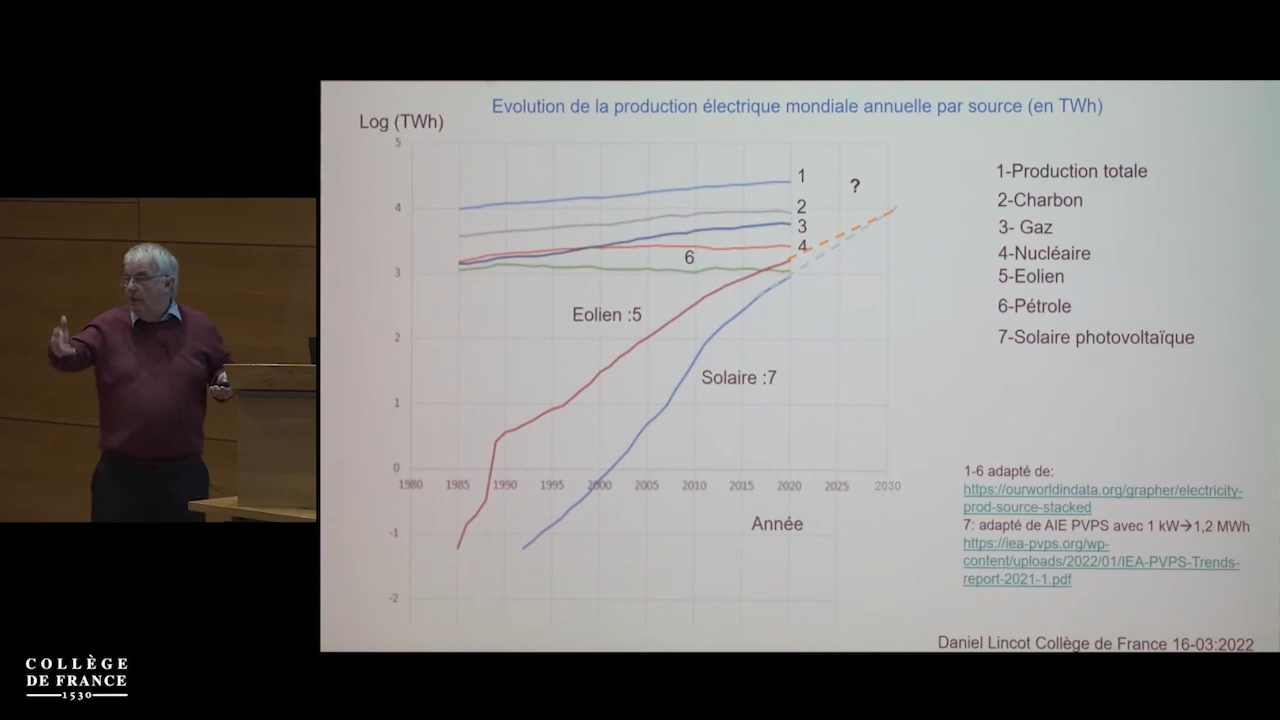 Evolution de la production électrique mondiale annuelle par source (en TWh)
Log (TWh)
5
4
3
2
1
0
-1
-2
1980 1985 1990 1995 2000 2005 2010 2015 2020 2025 2030
Année
1
2
3
4
6
?
Eolien :5
Solaire :7
1-Production totale
2-Charbon
3- Gaz
4-Nucléaire
5-Eolien
6-Pétrole
7-Solaire photovoltaïque
1-6 adapté de:
https://ourworldindata.org/grapher/electricity-
prod-source-stacked
7: adapté de AIE PVPS avec 1 kW→1,2 MWh
https://iea-pvps.org/wp-
content/uploads/2022/01/IEA-PVPS-Trends-
report-2021-1.pdf
Daniel Lincot Collège de France 16-03:2022
COLLÈGE
DE FRANCE
1530